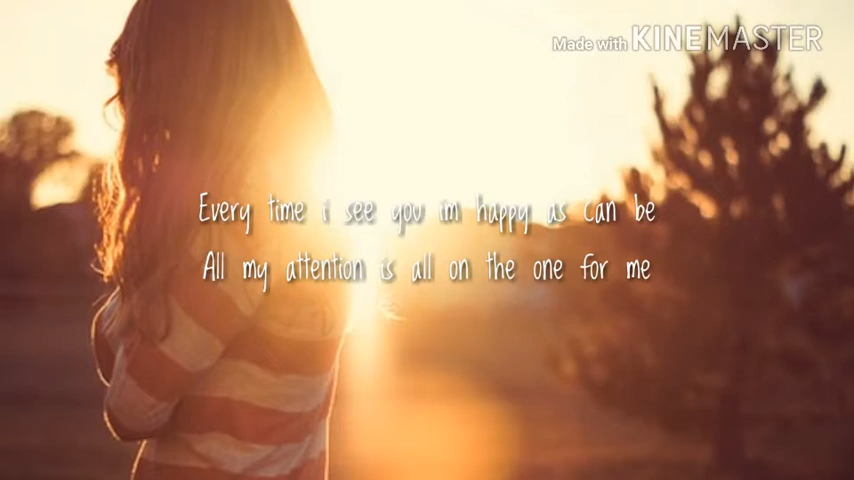 Made with KINEMASTER
Every time i see you im happy as can be
All my attention is all on the one for me